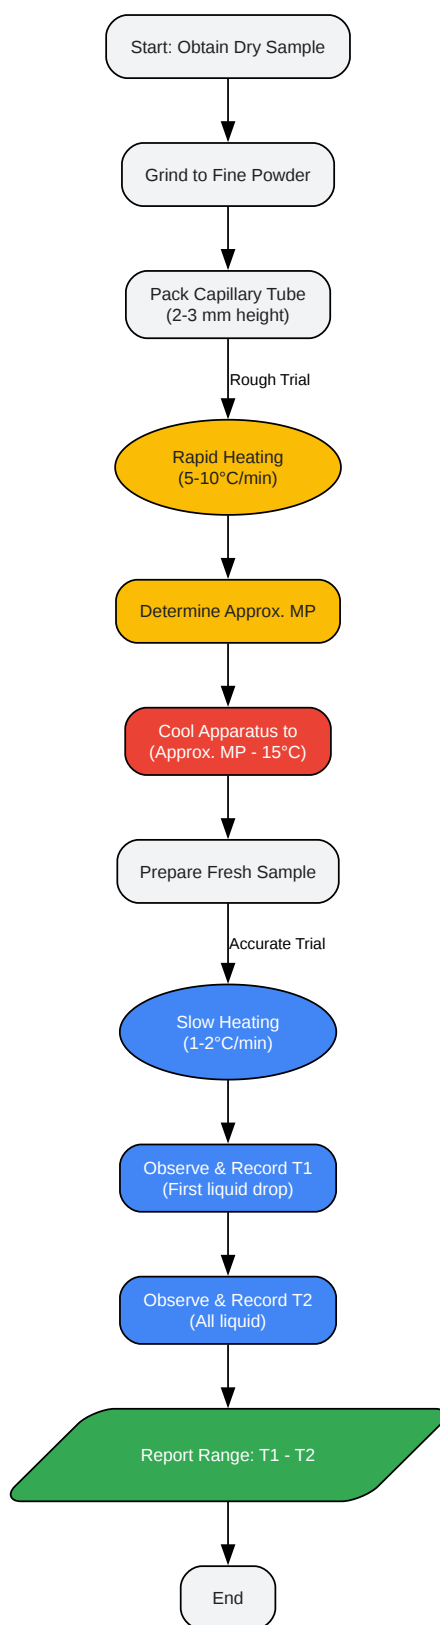 Start: Obtain Dry Sample
Grind to Fine Powder
Pack Capillary Tube
(2-3 mm height)
Rough Trial
Rapid Heating
(5-10°C/min)
Determine Approx. MP
Cool Apparatus to
(Approx. MP - 15°C)
Prepare Fresh Sample
Accurate Trial
Slow Heating
(1-2°C/min)
Observe & Record T1
(First liquid drop)
Observe & Record T2
(All liquid)
Report Range: T1 - T2
End